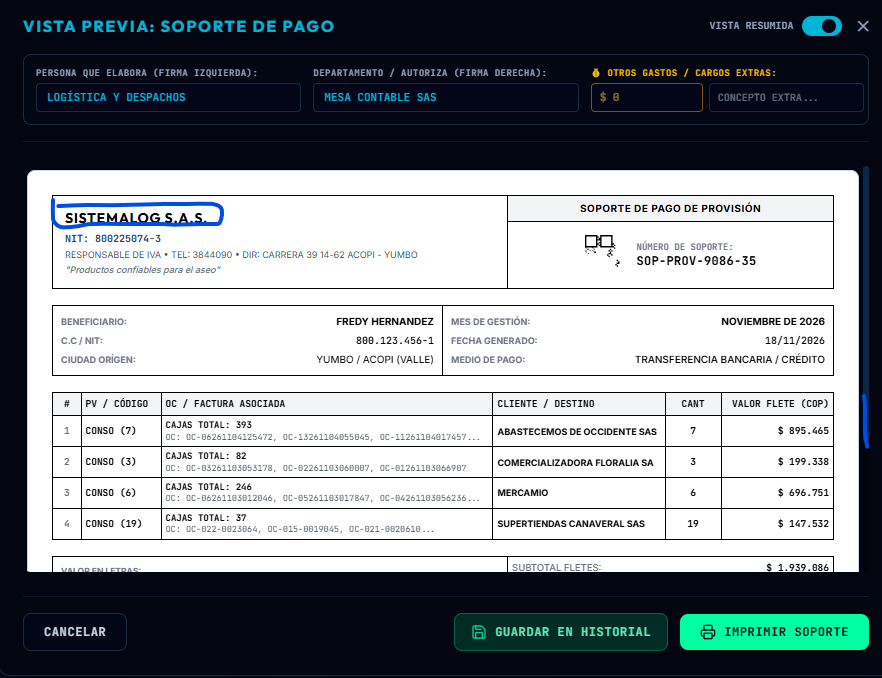 VISTA PREVIA: SOPORTE DE PAGO
VISTA RESUMIDA
PERSONA QUE ELABORA (FIRMA IZQUIERDA):
LOGÍSTICA Y DESPACHOS
DEPARTAMENTO / AUTORIZA (FIRMA DERECHA):
MESA CONTABLE SAS
OTROS GASTOS / CARGOS EXTRAS:
$ 0
CONCEPTO EXTRA...
SISTEMALOG S.A.S.
NIT: 800225074-3
RESPONSABLE DE IVA • TEL: 3844090 • DIR: CARRERA 39 14-62 ACOPI - YUMBO
"Productos confiables para el aseo"
SOPORTE DE PAGO DE PROVISIÓN
NÚMERO DE SOPORTE:
SOP-PROV-9086-35
BENEFICIARIO: FREDY HERNANDEZ
C.C / NIT: 800.123.456-1
CIUDAD ORÍGEN: YUMBO / ACOPI (VALLE)
MES DE GESTIÓN: NOVIEMBRE DE 2026
FECHA GENERADO: 18/11/2026
MEDIO DE PAGO: TRANSFERENCIA BANCARIA / CRÉDITO
# PV / CÓDIGO OC / FACTURA ASOCIADA CLIENTE / DESTINO CANT VALOR FLETE (COP)
1 CONSO (7) CAJAS TOTAL: 393 ABASTECEMOS DE OCCIDENTE SAS 7 $ 895.465
OC: OC-06261104125472, OC-13261104055045, OC-11261104017457...
2 CONSO (3) CAJAS TOTAL: 82 COMERCIALIZADORA FLORALIA SA 3 $ 199.338
OC: OC-03261103053178, OC-02261103060007, OC-01261103066907
3 CONSO (6) CAJAS TOTAL: 246 MERCAMIO 6 $ 696.751
OC: OC-06261103012046, OC-05261103017847, OC-04261103056236...
4 CONSO (19) CAJAS TOTAL: 37 SUPERTIENDAS CANAVERAL SAS 19 $ 147.532
OC: OC-022-0023064, OC-015-0019045, OC-021-0020610...
VALOR EN LETRAS:
SUBTOTAL FLETES: $ 1.939.086
CANCELAR
GUARDAR EN HISTORIAL
IMPRIMIR SOPORTE